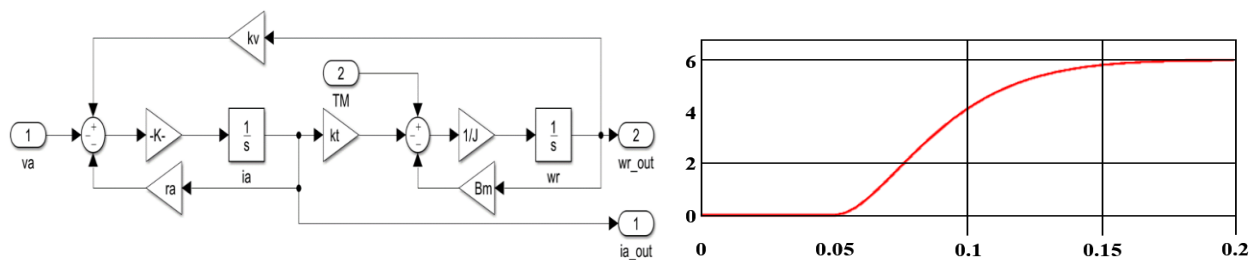 kv
2
TM
1
va
-K-
1
s
ia
kt
1/J
1
s
wr
2
wr_out
ra
Bm
1
ia_out
6
4
2
0
0 0.05 0.1 0.15 0.2